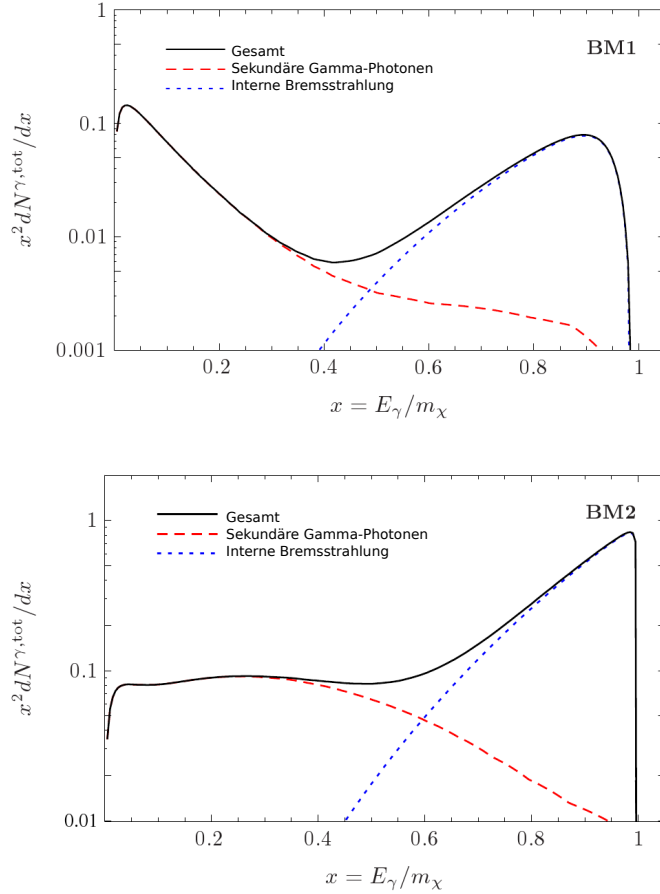 1
BM1
Gesamt
Sekundäre Gamma-Photonen
Interne Bremsstrahlung
0.1
x²dN^{γ,tot}/dx
0.01
0.001
0.2 0.4 0.6 0.8 1
x = E_γ/m_χ
BM2
1
Gesamt
Sekundäre Gamma-Photonen
Interne Bremsstrahlung
x²dN^{γ,tot}/dx
0.1
0.01
0.2 0.4 0.6 0.8 1
x = E_γ/m_χ